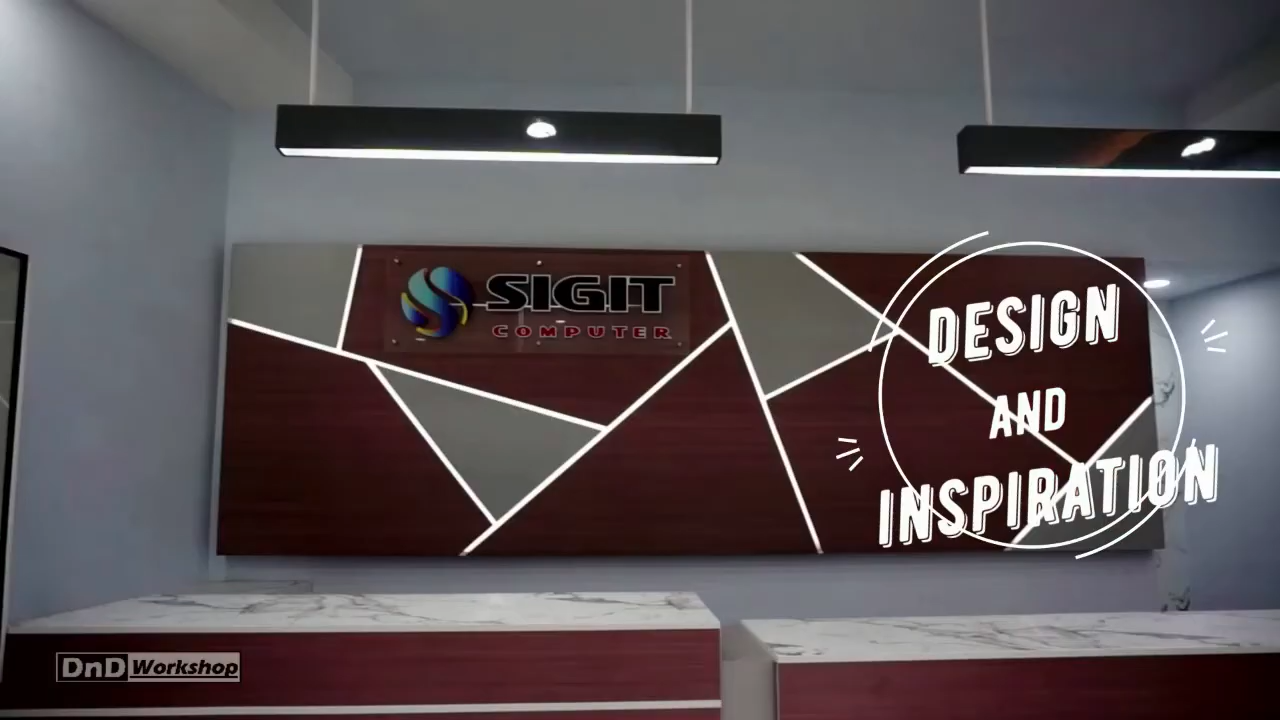 SIGIT
COMPUTER
DESIGN
AND
INSPIRATION
DnD Workshop